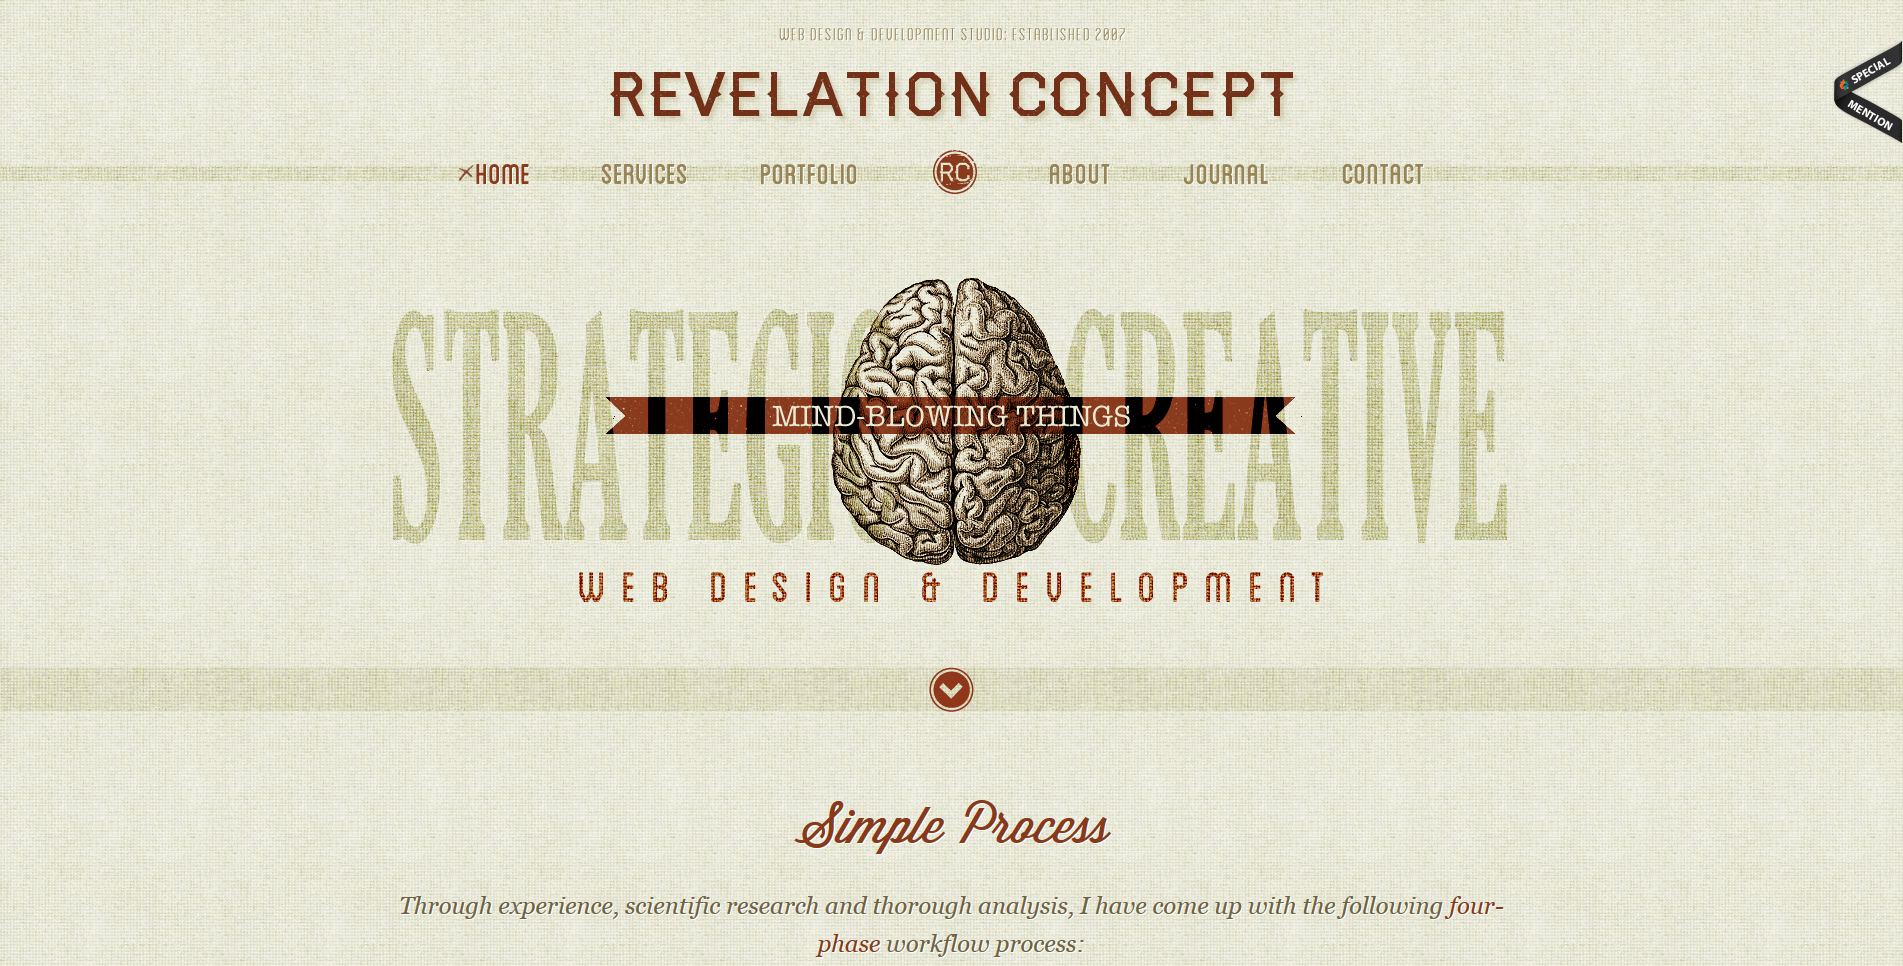 WEB DESIGN & DEVELOPMENT STUDIO: ESTABLISHED 2007
REVELATION CONCEPT
SPECIAL
MENTION
HOME SERVICES PORTFOLIO RC ABOUT JOURNAL CONTACT
STRATEGIC CREATIVE
MIND-BLOWING THINGS
WEB DESIGN & DEVELOPMENT
Simple Process
Through experience, scientific research and thorough analysis, I have come up with the following four-
phase workflow process: